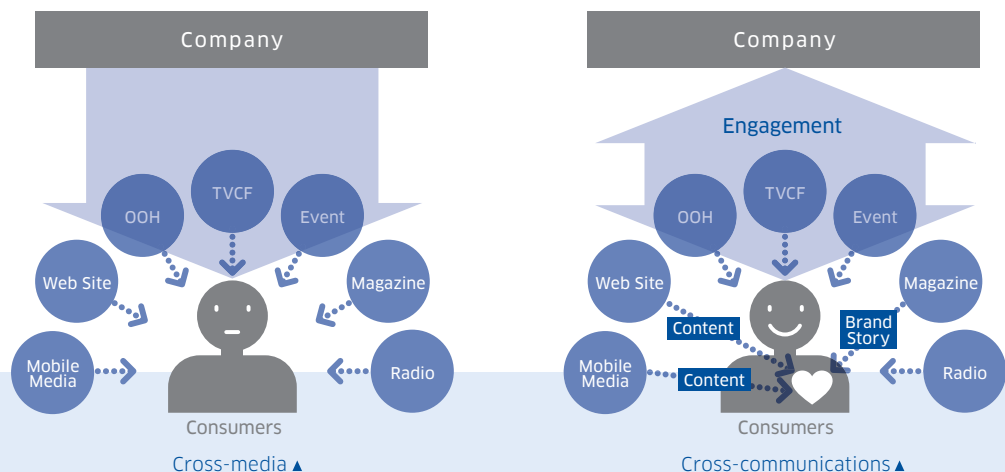 Company
TVCF
OOH
Event
Web Site
Magazine
Mobile
Media
Radio
Consumers
Cross-media ▲
Company
Engagement
TVCF
OOH
Event
Web Site
Magazine
Content
Brand
Story
Mobile
Media
Content
Radio
Consumers
Cross-communications ▲